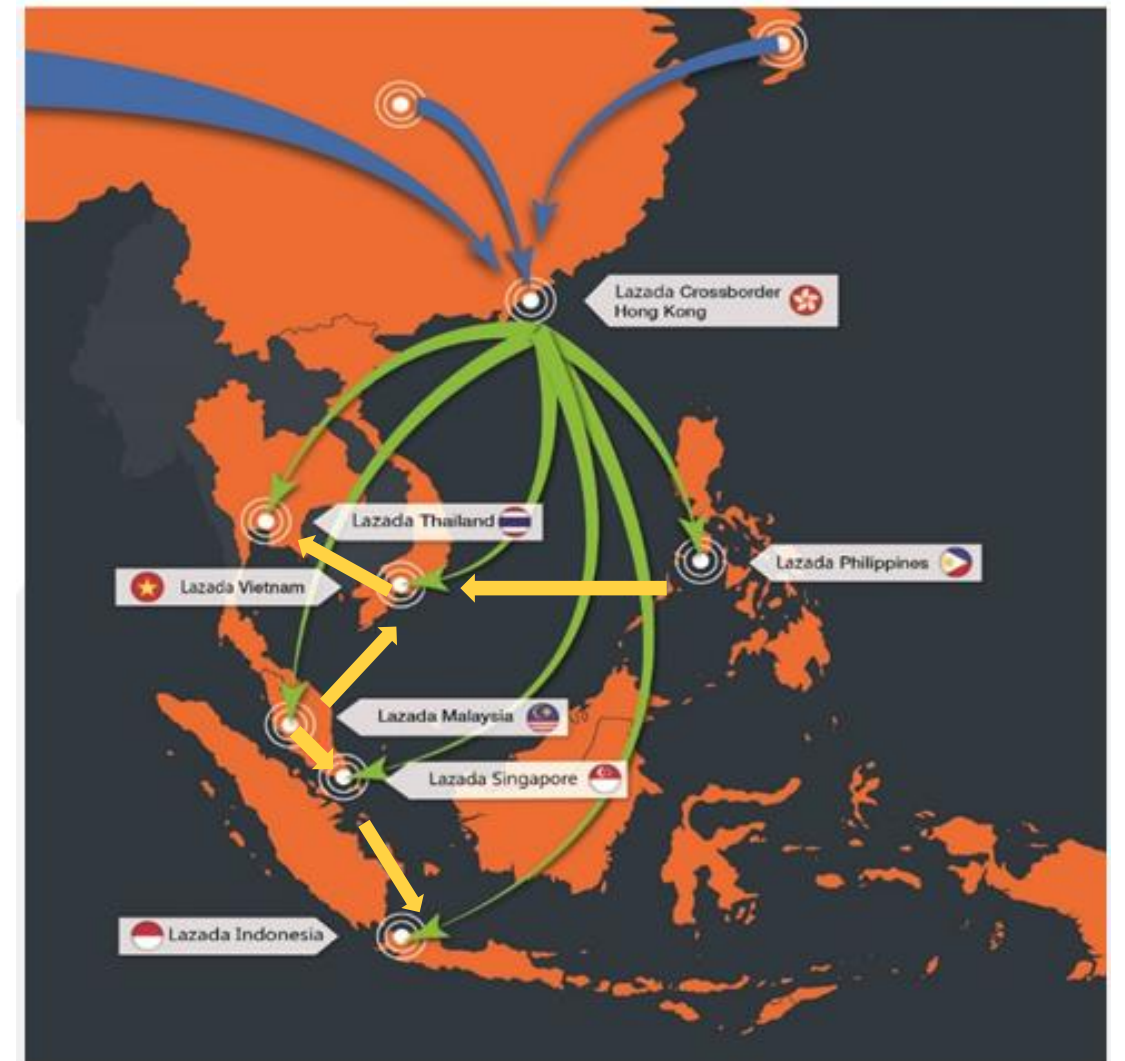 Lazada Crossborder
Hong Kong
Lazada Thailand
Lazada Philippines
Lazada Vietnam
Lazada Malaysia
Lazada Singapore
Lazada Indonesia